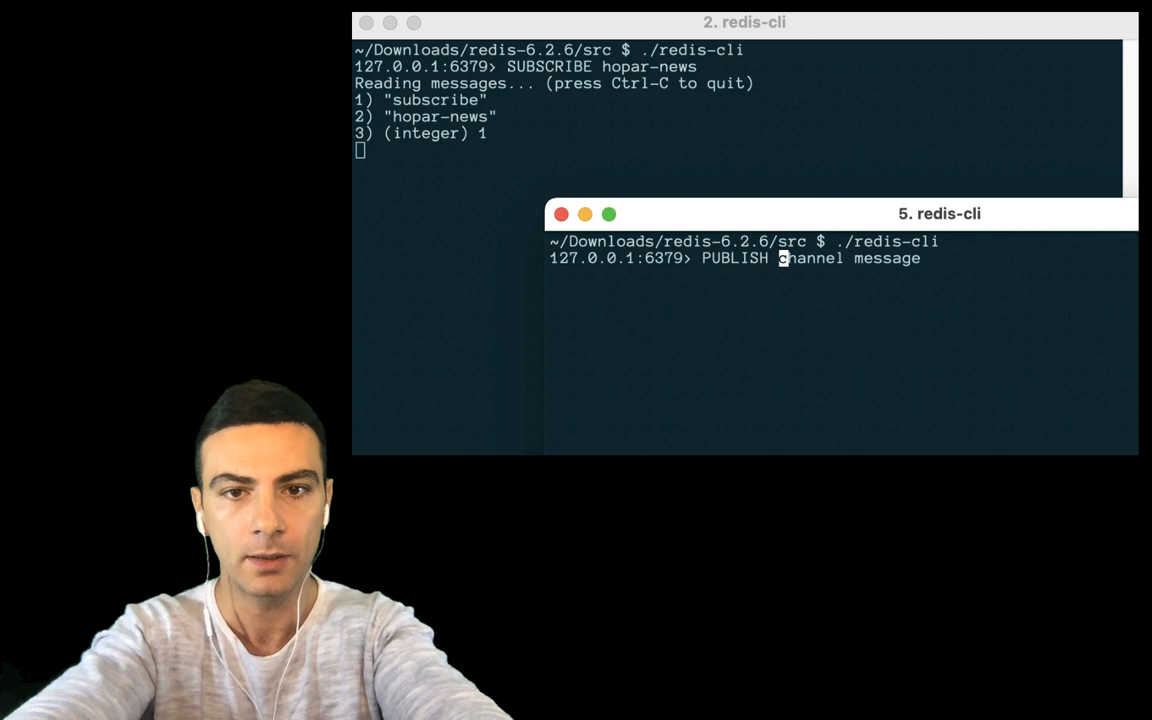 2. redis-cli
~/Downloads/redis-6.2.6/src $ ./redis-cli
127.0.0.1:6379> SUBSCRIBE hopar-news
Reading messages... (press Ctrl-C to quit)
1) "subscribe"
2) "hopar-news"
3) (integer) 1
5. redis-cli
~/Downloads/redis-6.2.6/src $ ./redis-cli
127.0.0.1:6379> PUBLISH channel message